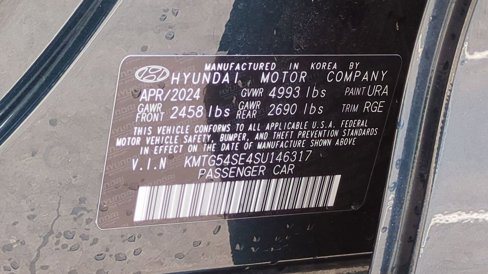 MANUFACTURED IN KOREA BY
HYUNDAI MOTOR COMPANY
APR/2024 GVWR 4993 lbs PAINT URA
GAWR FRONT 2458 lbs GAWR REAR 2690 lbs TRIM RGE
THIS VEHICLE CONFORMS TO ALL APPLICABLE U.S.A. FEDERAL
MOTOR VEHICLE SAFETY, BUMPER, AND THEFT PREVENTION STANDARDS
IN EFFECT ON THE DATE OF MANUFACTURE SHOWN ABOVE.
V.I.N KMTG54SE4SU146317
PASSENGER CAR